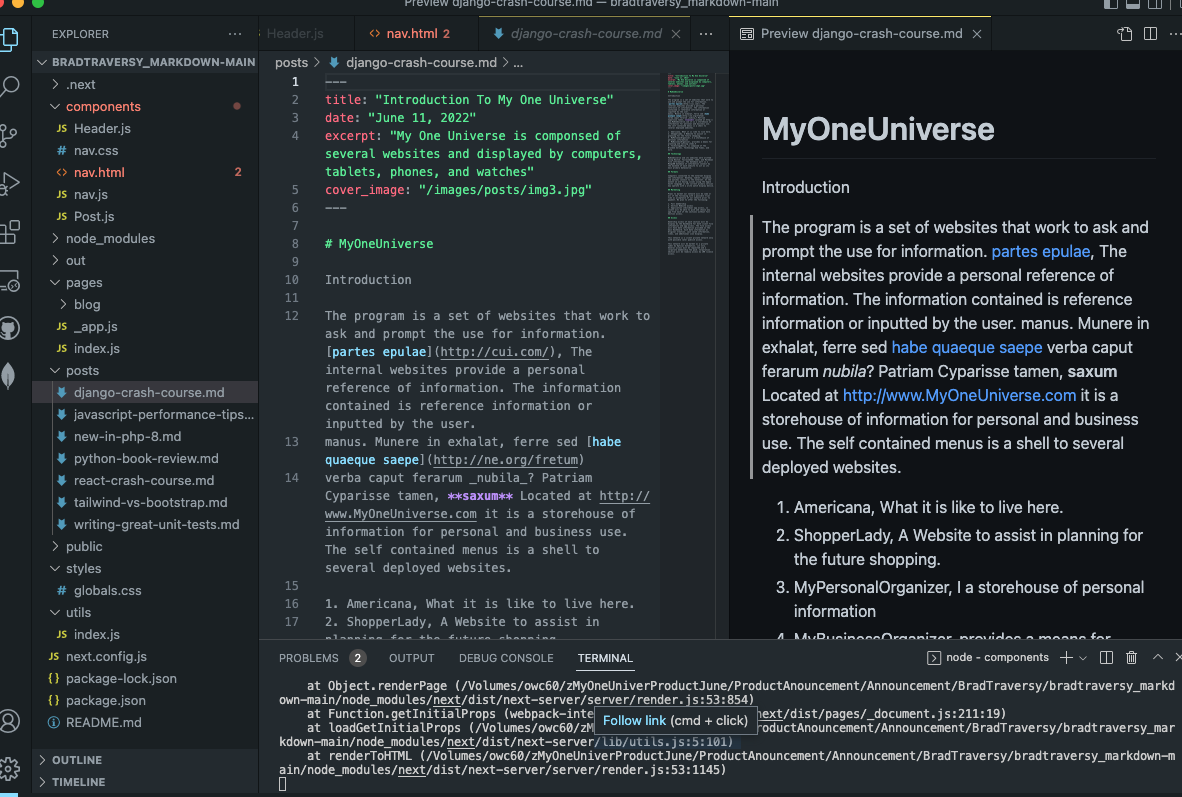 Preview django-crash-course.md — bradtraversy_markdown-main
EXPLORER
BRADTRAVERSY_MARKDOWN-MAIN
.next
components
JS Header.js
# nav.css
<> nav.html 2
JS nav.js
JS Post.js
node_modules
out
pages
blog
JS _app.js
JS index.js
posts
django-crash-course.md
javascript-performance-tips...
new-in-php-8.md
python-book-review.md
react-crash-course.md
tailwind-vs-bootstrap.md
writing-great-unit-tests.md
public
styles
# globals.css
utils
JS index.js
JS next.config.js
{} package-lock.json
{} package.json
README.md
OUTLINE
TIMELINE
Header.js
<> nav.html 2
django-crash-course.md
posts > django-crash-course.md > ...
1 ---
2 title: "Introduction To My One Universe"
3 date: "June 11, 2022"
4 excerpt: "My One Universe is componsed of
several websites and displayed by computers,
tablets, phones, and watches"
5 cover_image: "/images/posts/img3.jpg"
6 ---
7
8 # MyOneUniverse
9
10 Introduction
11
12 The program is a set of websites that work to
ask and prompt the use for information.
[partes epulae](http://cui.com/), The
internal websites provide a personal
reference of information. The information
contained is reference information or
inputted by the user.
13 manus. Munere in exhalat, ferre sed [habe
quaeque saepe](http://ne.org/fretum)
14 verba caput ferarum _nubila_? Patriam
Cyparisse tamen, **saxum** Located at http://
www.MyOneUniverse.com it is a storehouse of
information for personal and business use.
The self contained menus is a shell to
several deployed websites.
15
16 1. Americana, What it is like to live here.
17 2. ShopperLady, A Website to assist in
planning for the future shopping.
Preview django-crash-course.md
MyOneUniverse
Introduction
The program is a set of websites that work to ask and
prompt the use for information. partes epulae, The
internal websites provide a personal reference of
information. The information contained is reference
information or inputted by the user. manus. Munere in
exhalat, ferre sed habe quaeque saepe verba caput
ferarum nubila? Patriam Cyparisse tamen, saxum
Located at http://www.MyOneUniverse.com it is a
storehouse of information for personal and business
use. The self contained menus is a shell to several
deployed websites.
1. Americana, What it is like to live here.
2. ShopperLady, A Website to assist in planning for
the future shopping.
3. MyPersonalOrganizer, I a storehouse of personal
information
4. MyBusinessOrganizer, provides a means for
PROBLEMS 2 OUTPUT DEBUG CONSOLE TERMINAL
node - components
at Object.renderPage (/Volumes/owc60/zMyOneUniverProductJune/ProductAnouncement/Announcement/BradTraversy/bradtraversy_markd
own-main/node_modules/next/dist/next-server/server/render.js:53:854)
at Function.getInitialProps (webpack-inte
next/dist/pages/_document.js:211:19)
Follow link (cmd + click)
at loadGetInitialProps (/Volumes/owc60/zM
roductAnouncement/Announcement/BradTraversy/bradtraversy_mar
kdown-main/node_modules/next/dist/next-server/lib/utils.js:5:101)
at renderToHTML (/Volumes/owc60/zMyOneUniverProductJune/ProductAnouncement/Announcement/BradTraversy/bradtraversy_markdown-m
ain/node_modules/next/dist/next-server/server/render.js:53:1145)